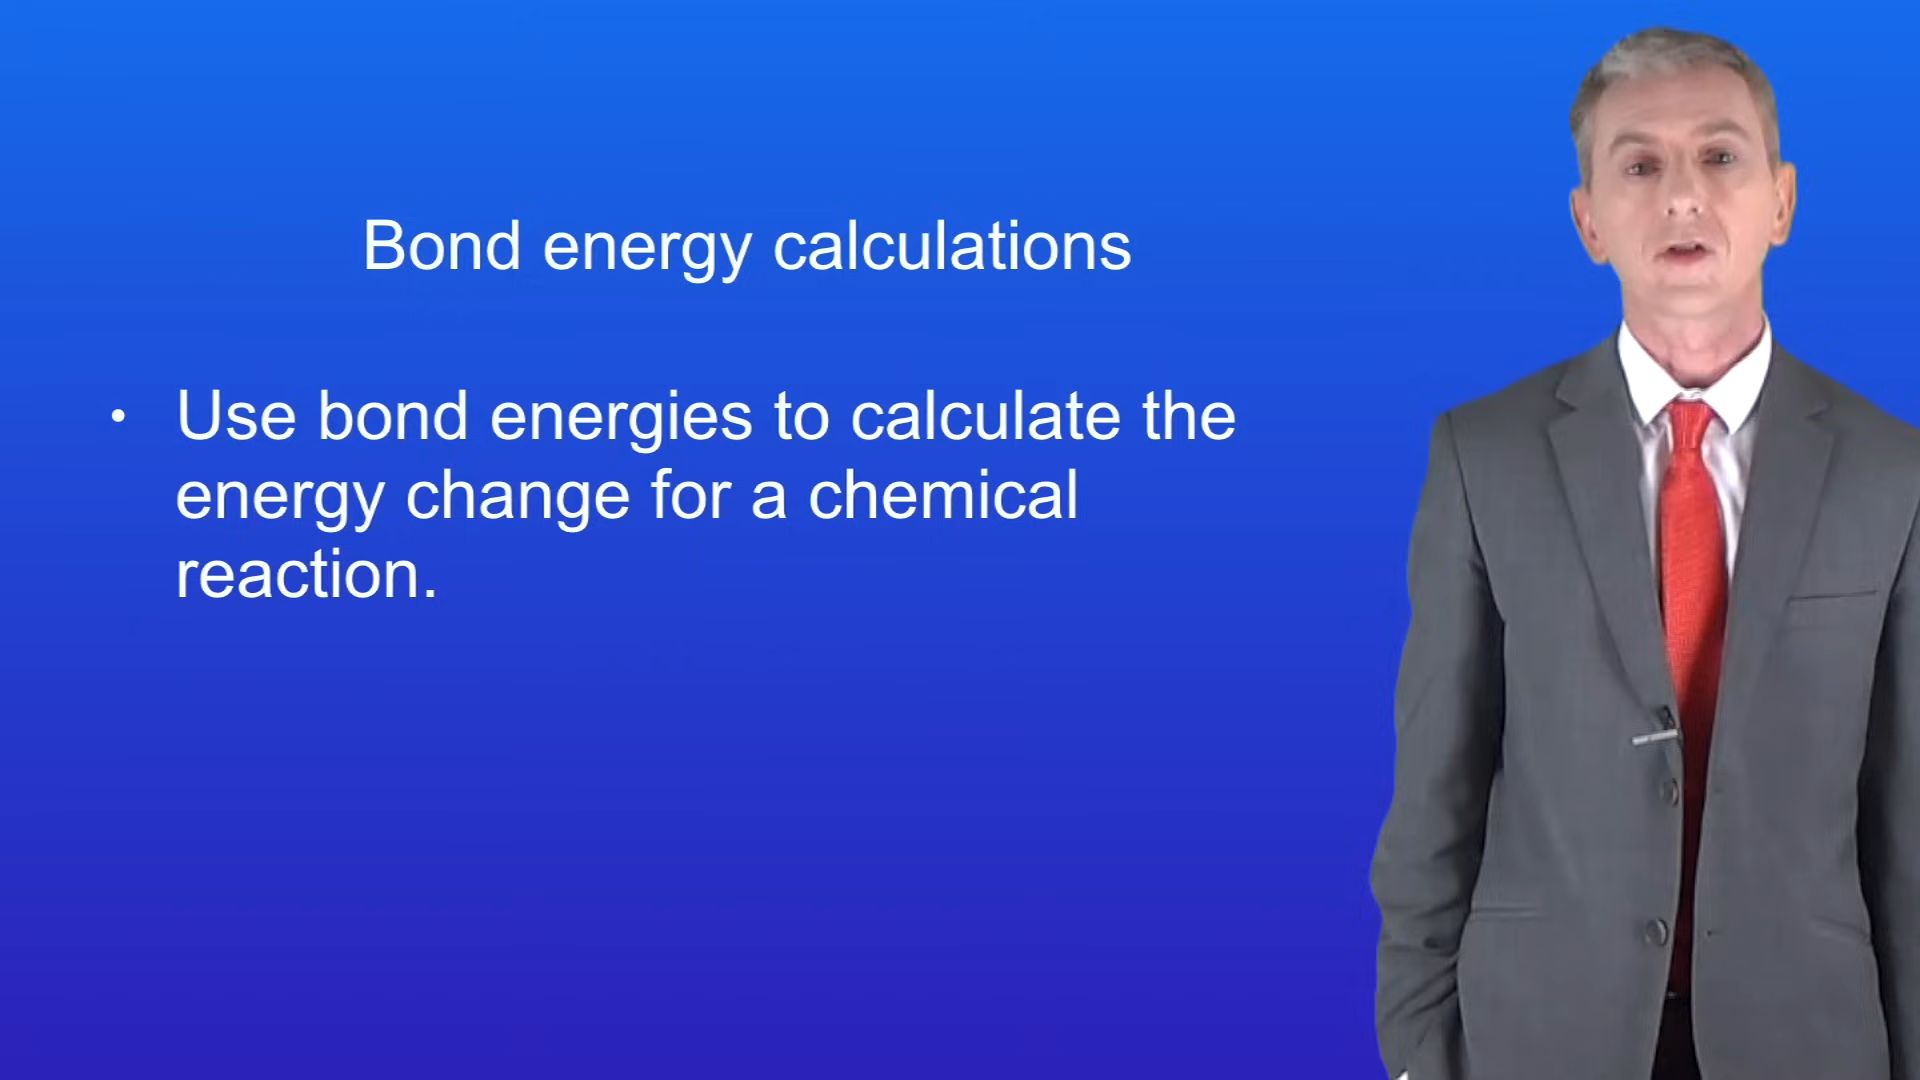 Bond energy calculations
• Use bond energies to calculate the
energy change for a chemical
reaction.